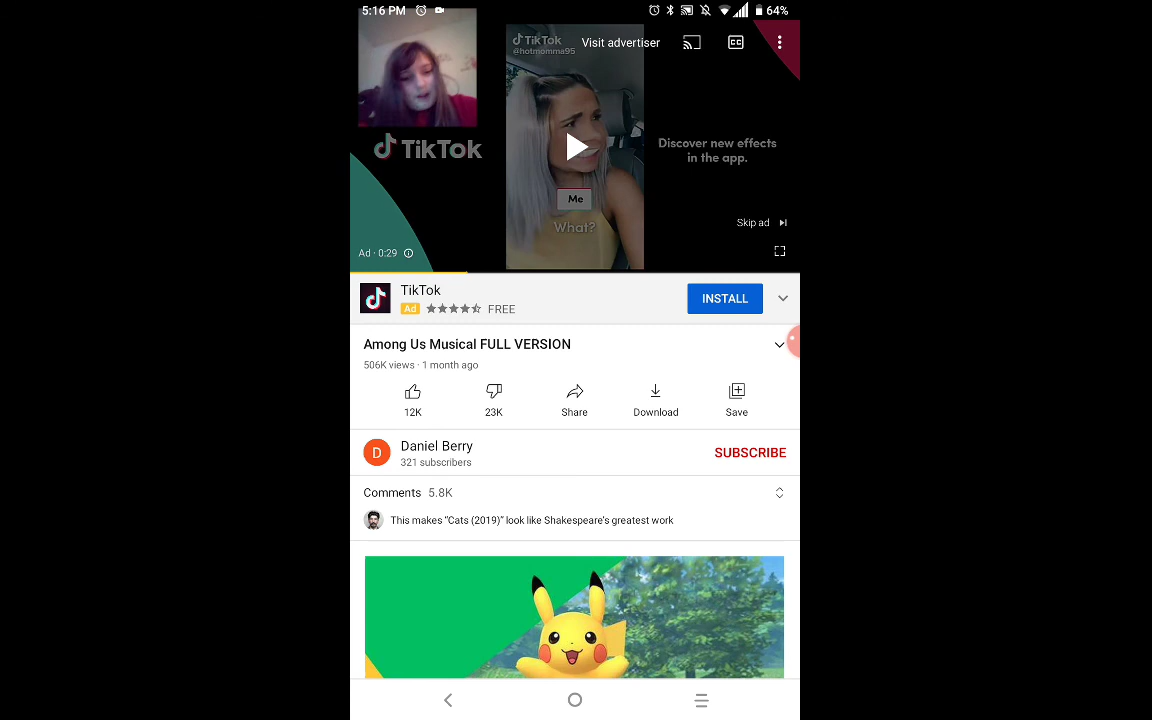 5:16 PM
64%
TikTok
@hotmomma95
Visit advertiser
CC
TikTok
Discover new effects
in the app.
Me
What?
Skip ad
Ad · 0:29
TikTok
Ad
FREE
INSTALL
Among Us Musical FULL VERSION
506K views · 1 month ago
12K
23K
Share
Download
Save
D
Daniel Berry
321 subscribers
SUBSCRIBE
Comments 5.8K
This makes "Cats (2019)" look like Shakespeare's greatest work